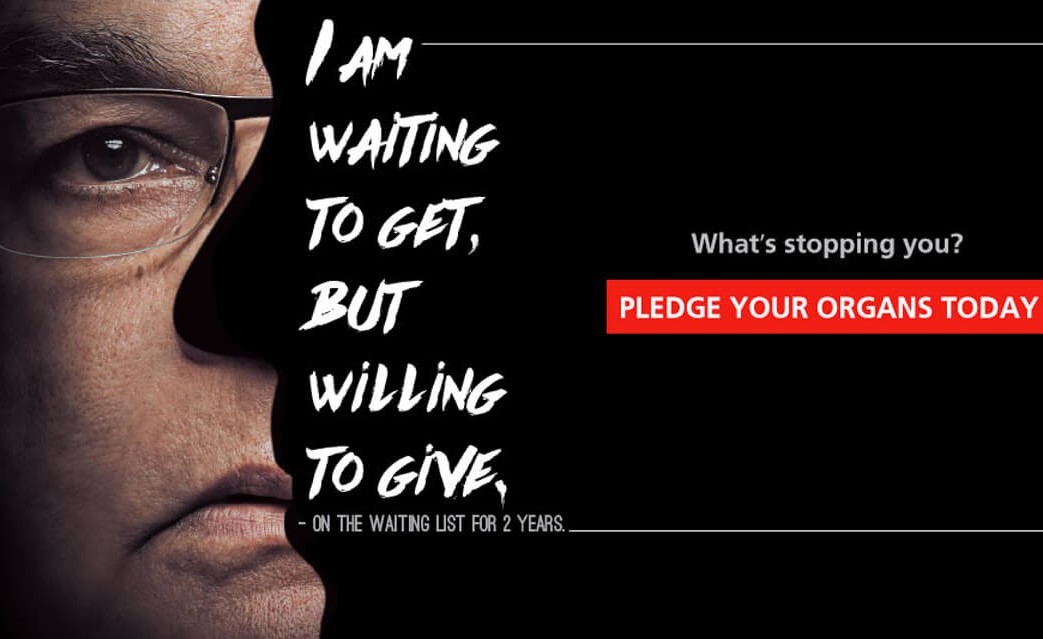 I AM
WAITING
TO GET,
BUT
WILLING
TO GIVE,
- ON THE WAITING LIST FOR 2 YEARS.
What's stopping you?
PLEDGE YOUR ORGANS TODAY